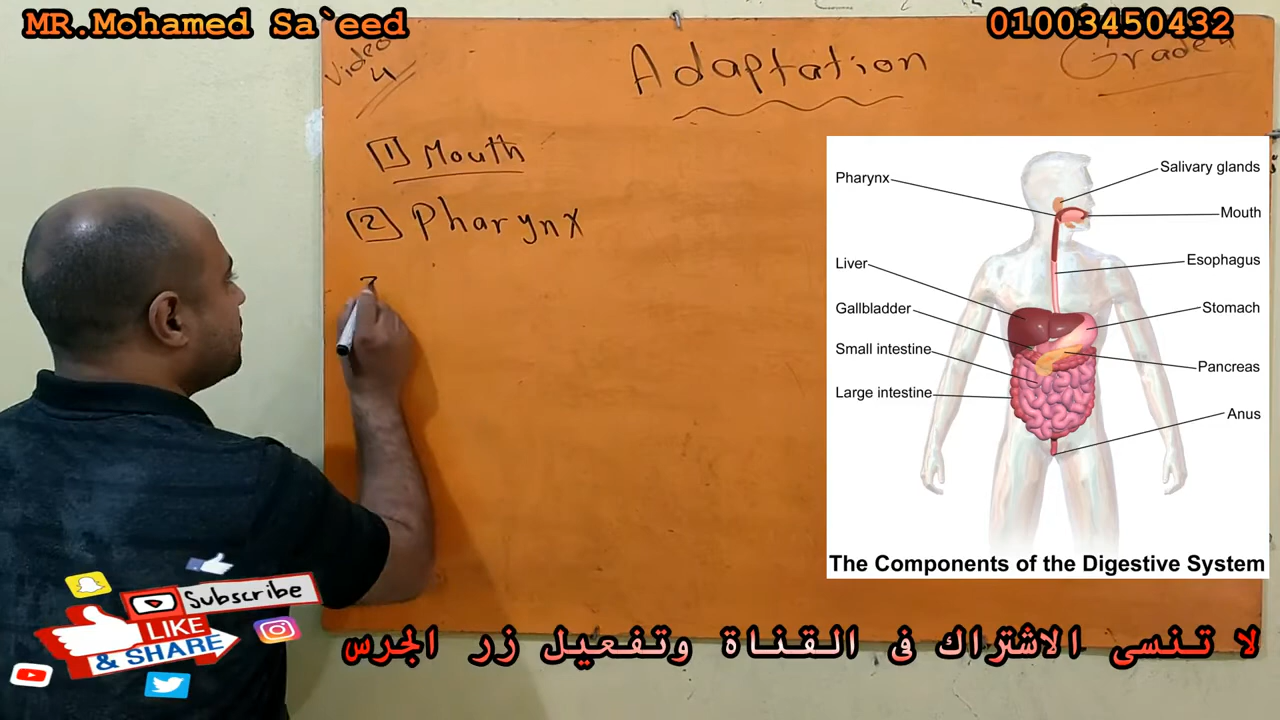 MR.Mohamed Sa`eed
01003450432
Video 4
Adaptation
Grade 4
1 Mouth
2 Pharynx
3
Pharynx
Salivary glands
Mouth
Liver
Esophagus
Gallbladder
Stomach
Small intestine
Pancreas
Large intestine
Anus
The Components of the Digestive System
Subscribe
LIKE
& SHARE
لا تنسى الاشتراك فى القناة وتفعيل زر الجرس